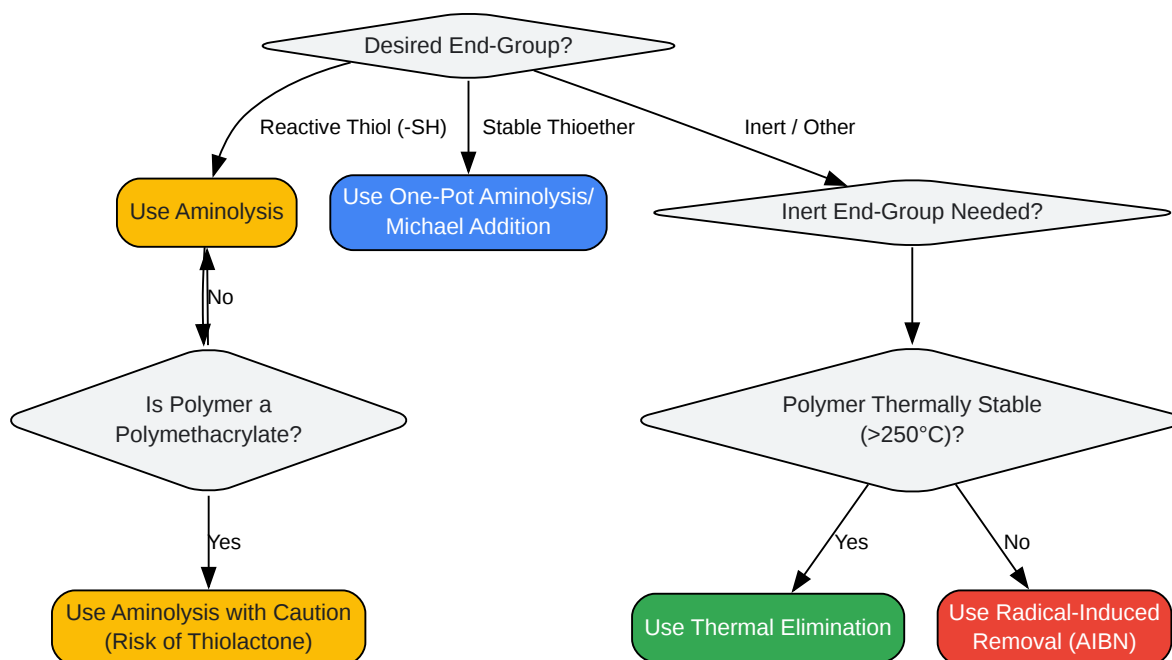 Desired End-Group?
Reactive Thiol (-SH)
Stable Thioether
Inert / Other
Use Aminolysis
Use One-Pot Aminolysis/
Michael Addition
Inert End-Group Needed?
No
Is Polymer a
Polymethacrylate?
Polymer Thermally Stable
(>250°C)?
Yes
Yes
No
Use Aminolysis with Caution
(Risk of Thiolactone)
Use Thermal Elimination
Use Radical-Induced
Removal (AIBN)